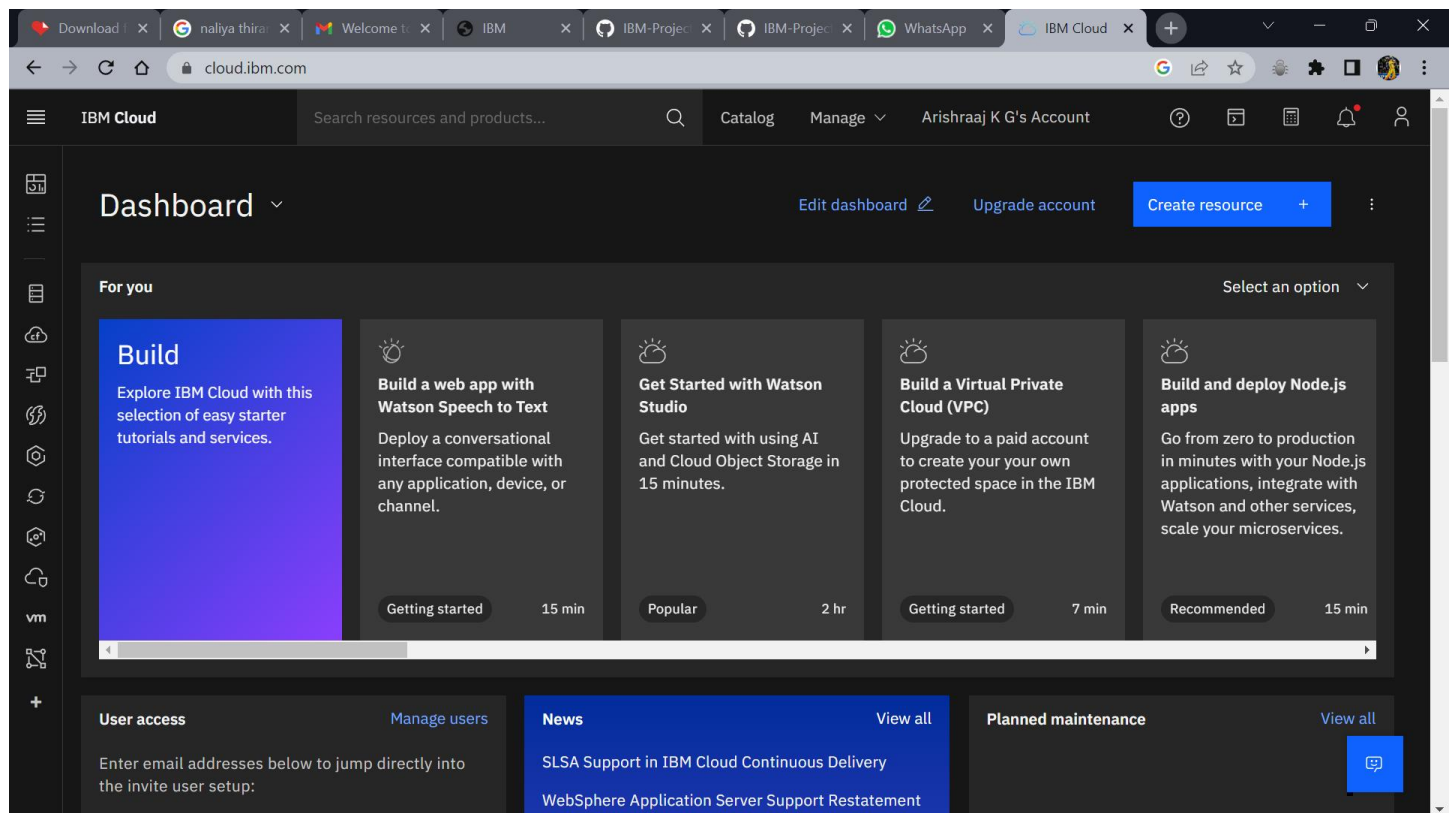 Download
naliya thira
Welcome to
IBM
IBM-Project
IBM-Project
WhatsApp
IBM Cloud
cloud.ibm.com
IBM Cloud
Search resources and products...
Catalog
Manage
Arishraaj K G's Account
Dashboard
Edit dashboard
Upgrade account
Create resource +
For you
Select an option
Build
Explore IBM Cloud with this
selection of easy starter
tutorials and services.
Build a web app with
Watson Speech to Text
Deploy a conversational
interface compatible with
any application, device, or
channel.
Getting started
15 min
Get Started with Watson
Studio
Get started with using AI
and Cloud Object Storage in
15 minutes.
Popular
2 hr
Build a Virtual Private
Cloud (VPC)
Upgrade to a paid account
to create your your own
protected space in the IBM
Cloud.
Getting started
7 min
Build and deploy Node.js
apps
Go from zero to production
in minutes with your Node.js
applications, integrate with
Watson and other services,
scale your microservices.
Recommended
15 min
cf
vm
User access
Manage users
Enter email addresses below to jump directly into
the invite user setup:
News
View all
SLSA Support in IBM Cloud Continuous Delivery
WebSphere Application Server Support Restatement
Planned maintenance
View all